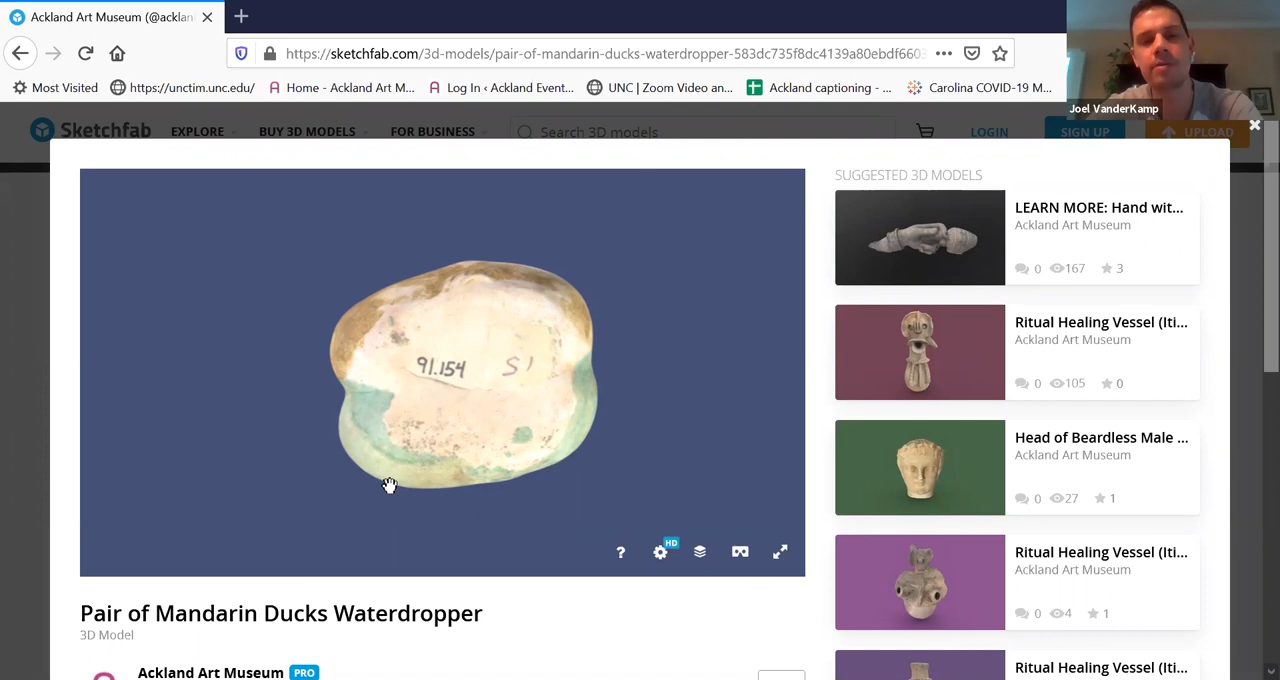 Ackland Art Museum (@acklan
https://sketchfab.com/3d-models/pair-of-mandarin-ducks-waterdropper-583dc735f8dc4139a80ebdf6603
Most Visited https://unctim.unc.edu/ Home - Ackland Art M... Log In ‹ Ackland Event... UNC | Zoom Video an... Ackland captioning - ... Carolina COVID-19 M...
Joel VanderKamp
Sketchfab EXPLORE BUY 3D MODELS FOR BUSINESS Search 3D models LOGIN SIGN UP UPLOAD
91.154 S1
? HD
Pair of Mandarin Ducks Waterdropper
3D Model
Ackland Art Museum PRO
SUGGESTED 3D MODELS
LEARN MORE: Hand wit...
Ackland Art Museum
0 167 3
Ritual Healing Vessel (Iti...
Ackland Art Museum
0 105 0
Head of Beardless Male ...
Ackland Art Museum
0 27 1
Ritual Healing Vessel (Iti...
Ackland Art Museum
0 4 1
Ritual Healing Vessel (Iti...